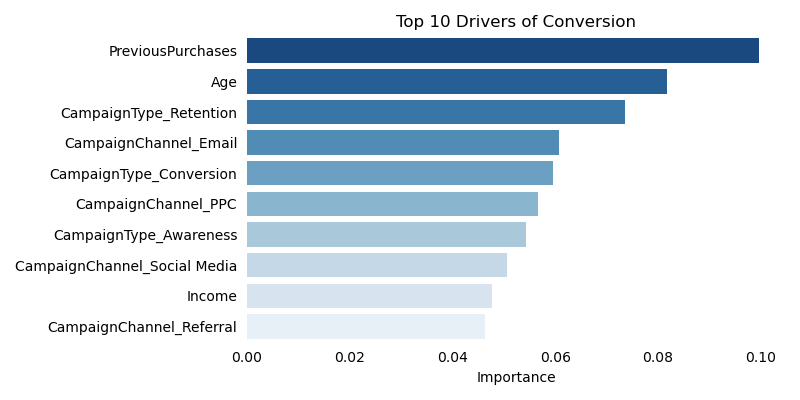 Top 10 Drivers of Conversion
PreviousPurchases
Age
CampaignType_Retention
CampaignChannel_Email
CampaignType_Conversion
CampaignChannel_PPC
CampaignType_Awareness
CampaignChannel_Social Media
Income
CampaignChannel_Referral
0.00 0.02 0.04 0.06 0.08 0.10
Importance